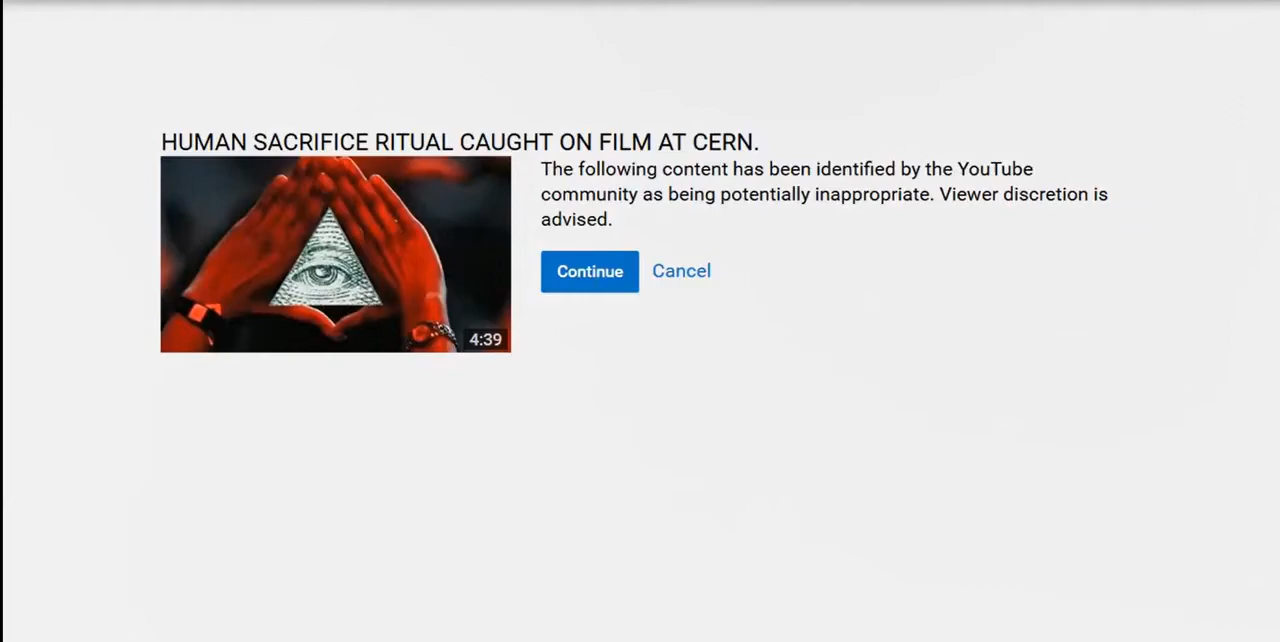 HUMAN SACRIFICE RITUAL CAUGHT ON FILM AT CERN.
The following content has been identified by the YouTube
community as being potentially inappropriate. Viewer discretion is
advised.
Continue Cancel
4:39